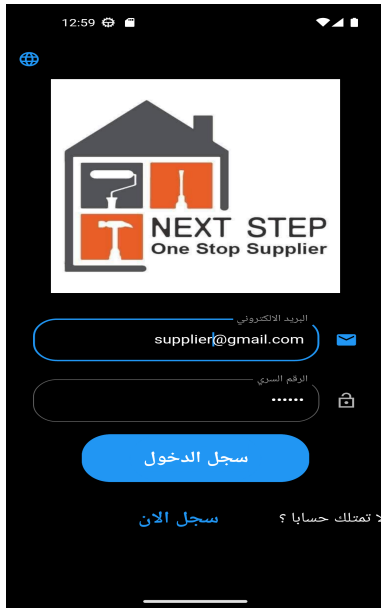 12:59
NEXT STEP
One Stop Supplier
البريد الالكتروني
supplier@gmail.com
الرقم السري
••••••
سجل الدخول
لا تمتلك حسابا ؟ سجل الان